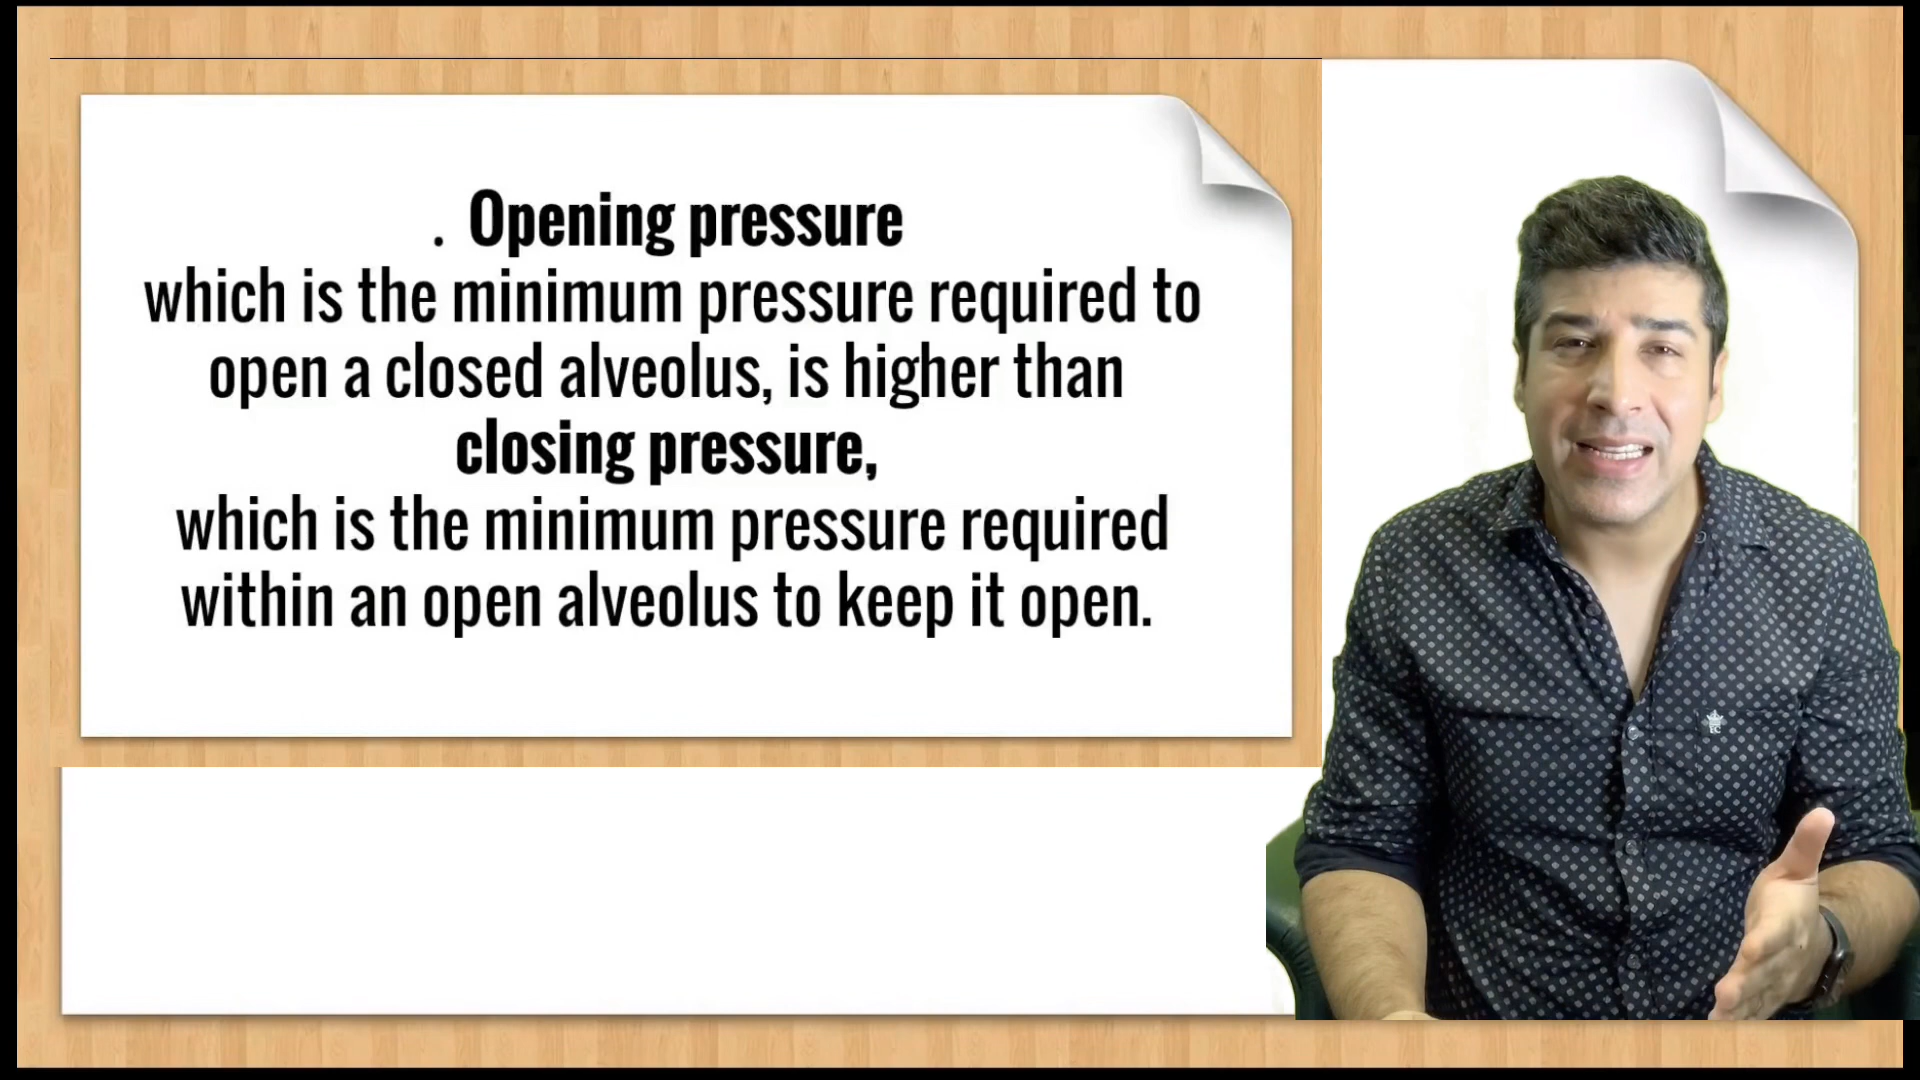 . Opening pressure
which is the minimum pressure required to
open a closed alveolus, is higher than
closing pressure,
which is the minimum pressure required
within an open alveolus to keep it open.